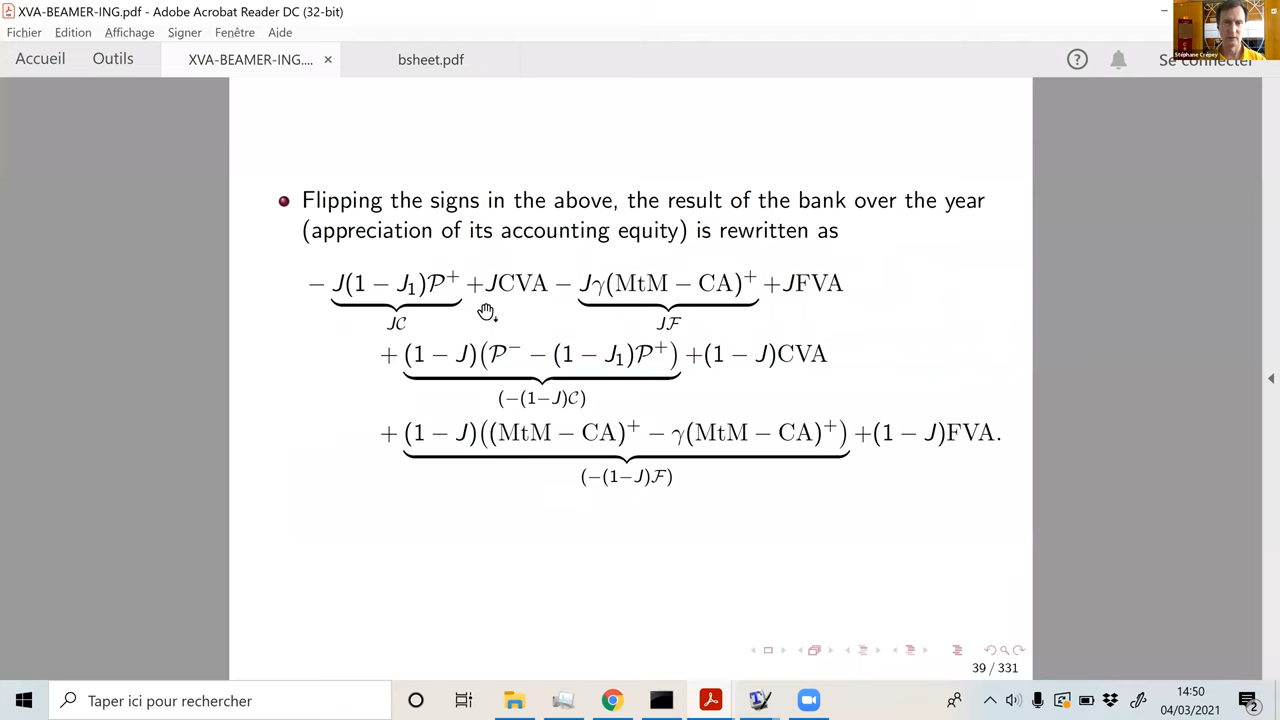 XVA-BEAMER-ING.pdf - Adobe Acrobat Reader DC (32-bit)
Fichier Edition Affichage Signer Fenêtre Aide
Accueil Outils XVA-BEAMER-ING.... × bsheet.pdf ? Se connecter
Stéphane Crépey
Flipping the signs in the above, the result of the bank over the year
(appreciation of its accounting equity) is rewritten as
− J(1 − J₁)𝒫⁺ +JCVA − Jγ(MtM − CA)⁺ +JFVA
J𝒞 Jℱ
+ (1 − J)(𝒫⁻ − (1 − J₁)𝒫⁺) +(1 − J)CVA
(−(1−J)𝒞)
+ (1 − J)((MtM − CA)⁺ − γ(MtM − CA)⁺) +(1 − J)FVA.
(−(1−J)ℱ)
39 / 331
Taper ici pour rechercher
14:50
04/03/2021
2